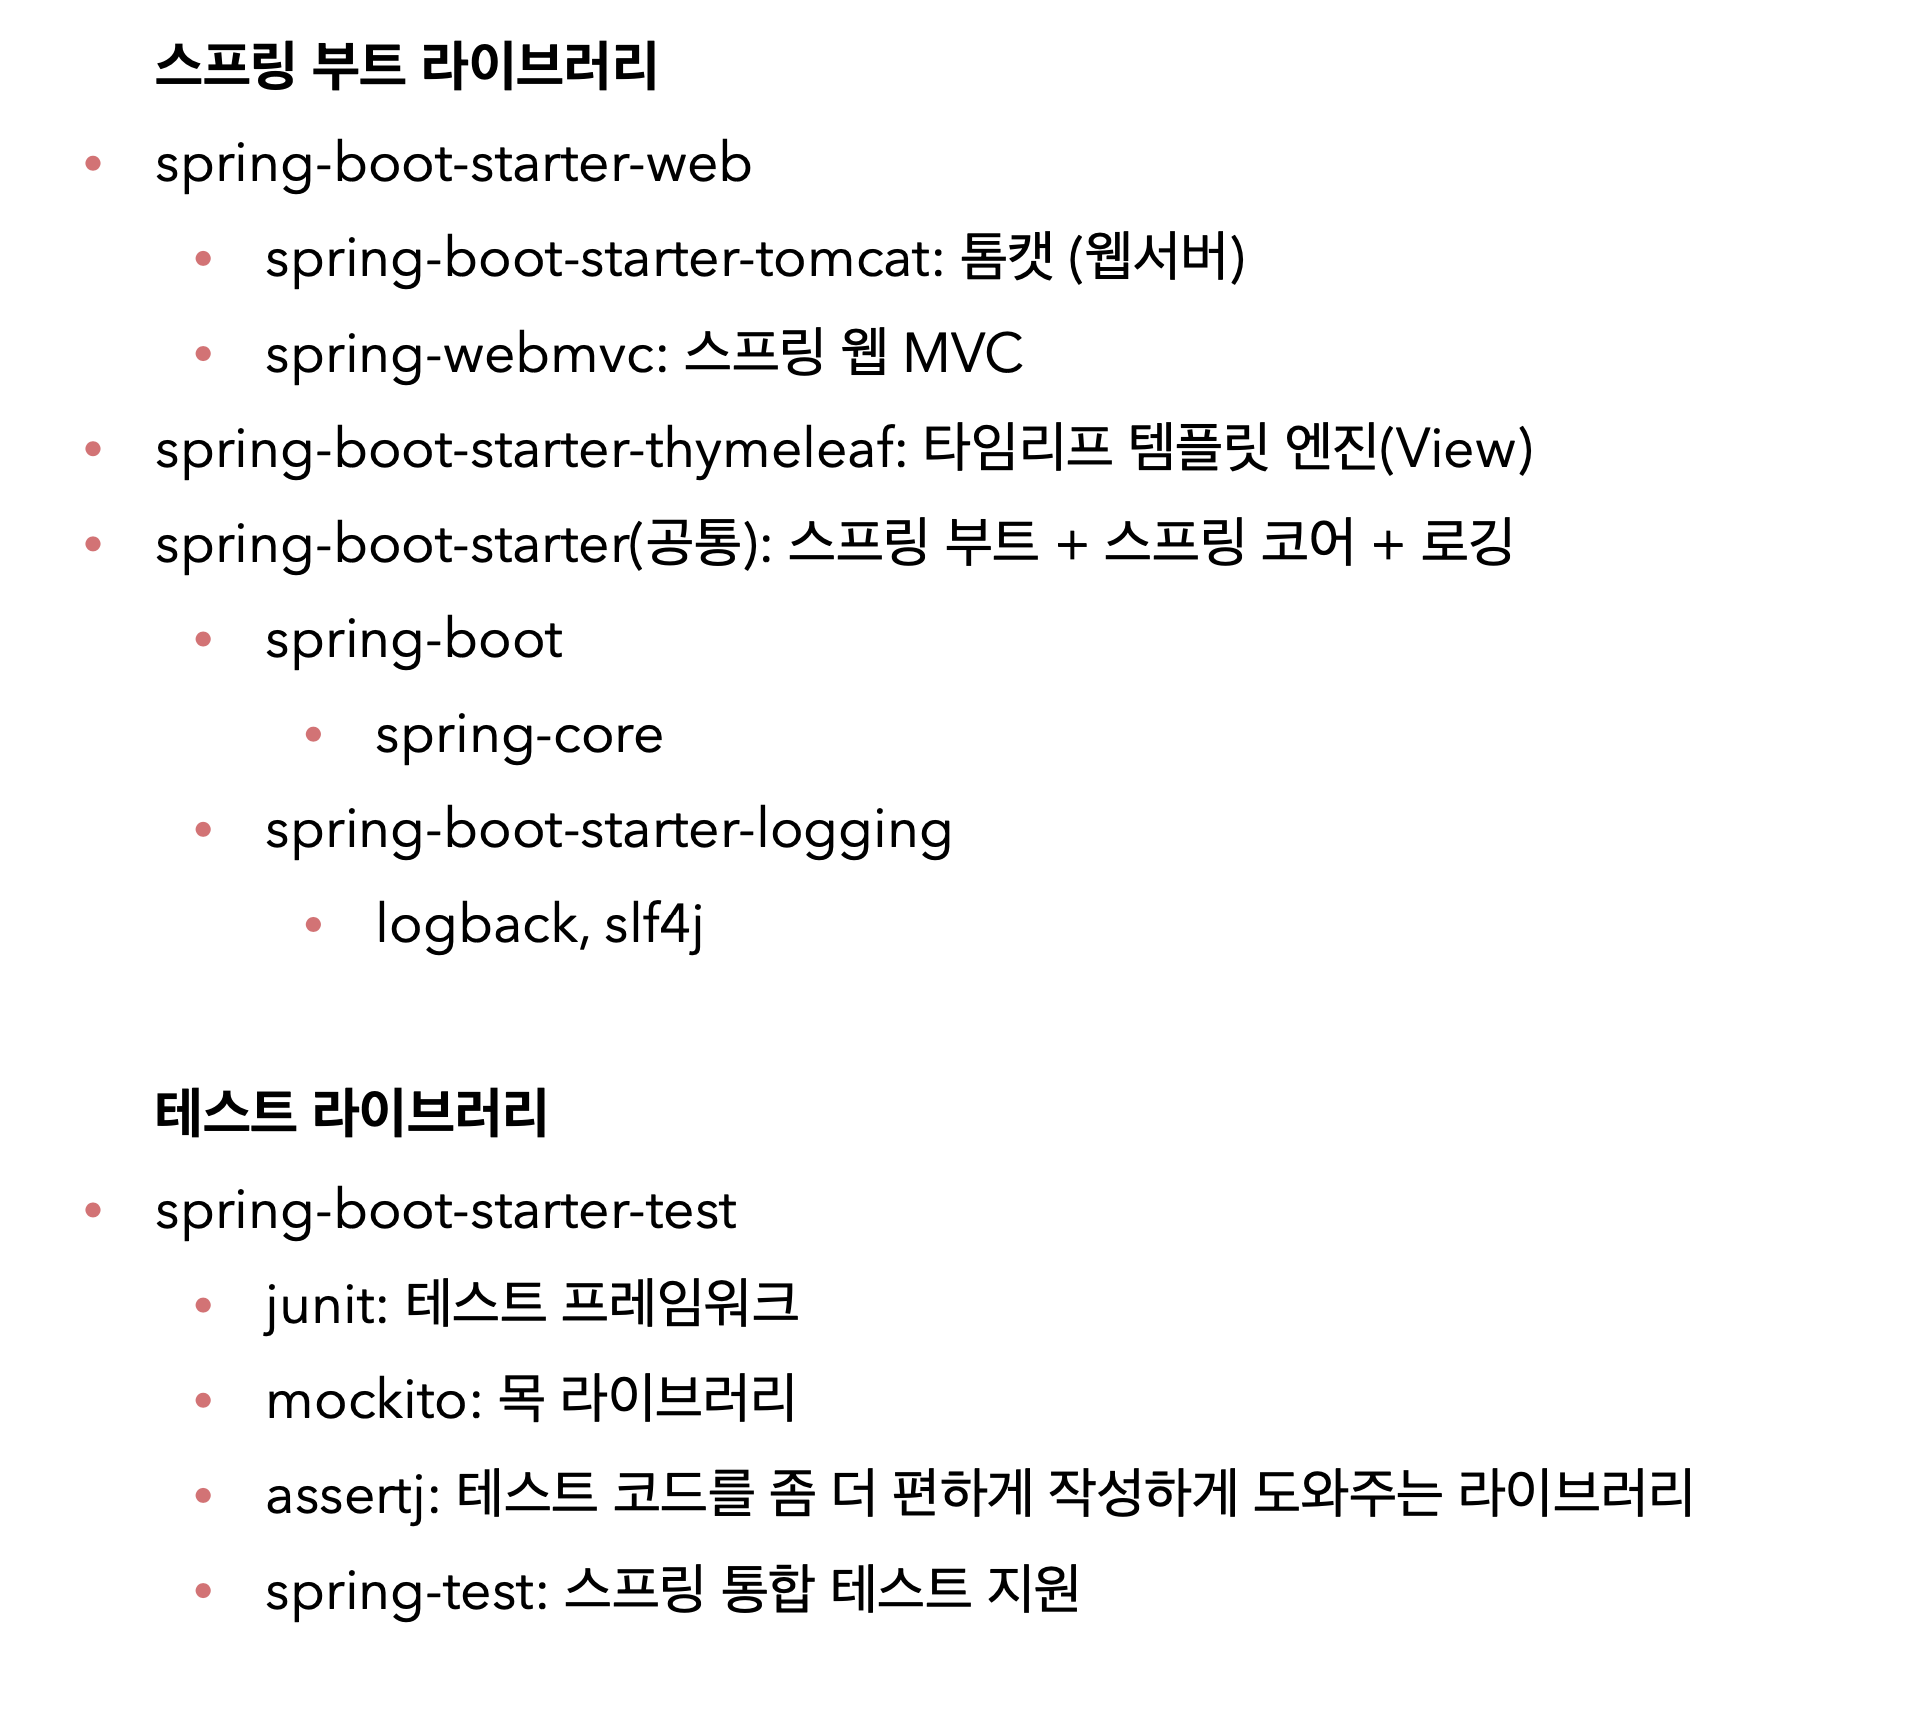 스프링 부트 라이브러리
spring-boot-starter-web
spring-boot-starter-tomcat: 톰캣 (웹서버)
spring-webmvc: 스프링 웹 MVC
spring-boot-starter-thymeleaf: 타임리프 템플릿 엔진(View)
spring-boot-starter(공통): 스프링 부트 + 스프링 코어 + 로깅
spring-boot
spring-core
spring-boot-starter-logging
logback, slf4j
테스트 라이브러리
spring-boot-starter-test
junit: 테스트 프레임워크
mockito: 목 라이브러리
assertj: 테스트 코드를 좀 더 편하게 작성하게 도와주는 라이브러리
spring-test: 스프링 통합 테스트 지원